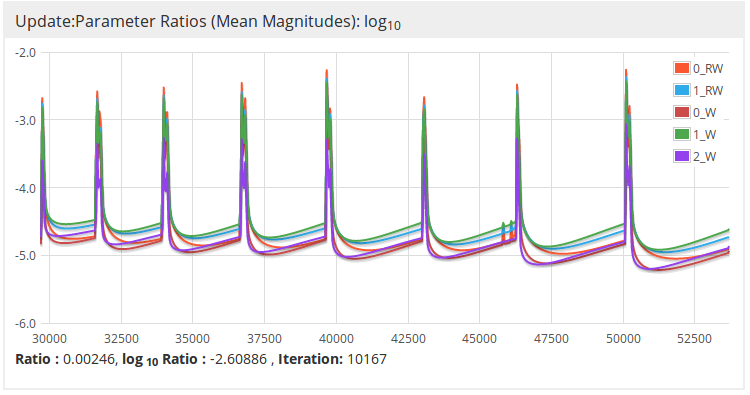 Update:Parameter Ratios (Mean Magnitudes): log10
-2.0
-3.0
-4.0
-5.0
-6.0
0_RW
1_RW
0_W
1_W
2_W
30000 32500 35000 37500 40000 42500 45000 47500 50000 52500
Ratio : 0.00246, log 10 Ratio : -2.60886 , Iteration: 10167